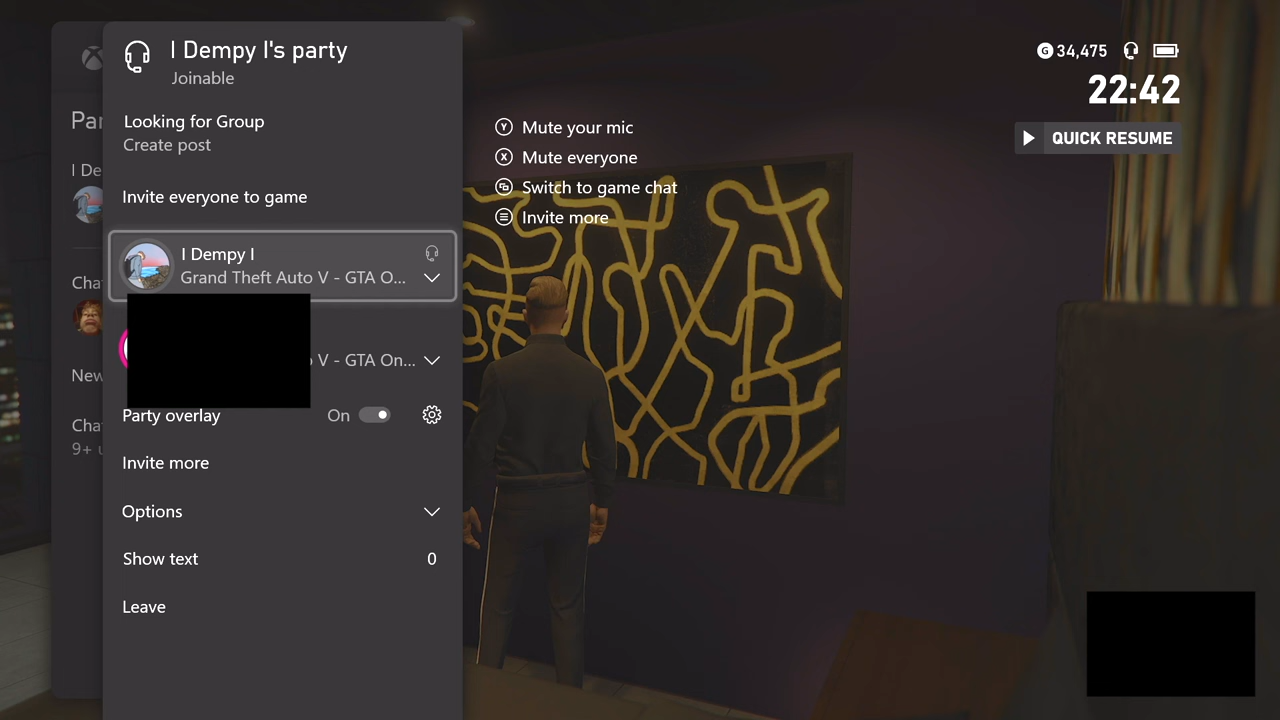 I Dempy I's party
Joinable
Looking for Group
Create post
Invite everyone to game
I Dempy I
Grand Theft Auto V - GTA O...
V - GTA On...
Party overlay
On
Invite more
Options
Show text
0
Leave
Par
I De
Cha
New
Cha
9+
Mute your mic
Mute everyone
Switch to game chat
Invite more
G 34,475
22:42
QUICK RESUME